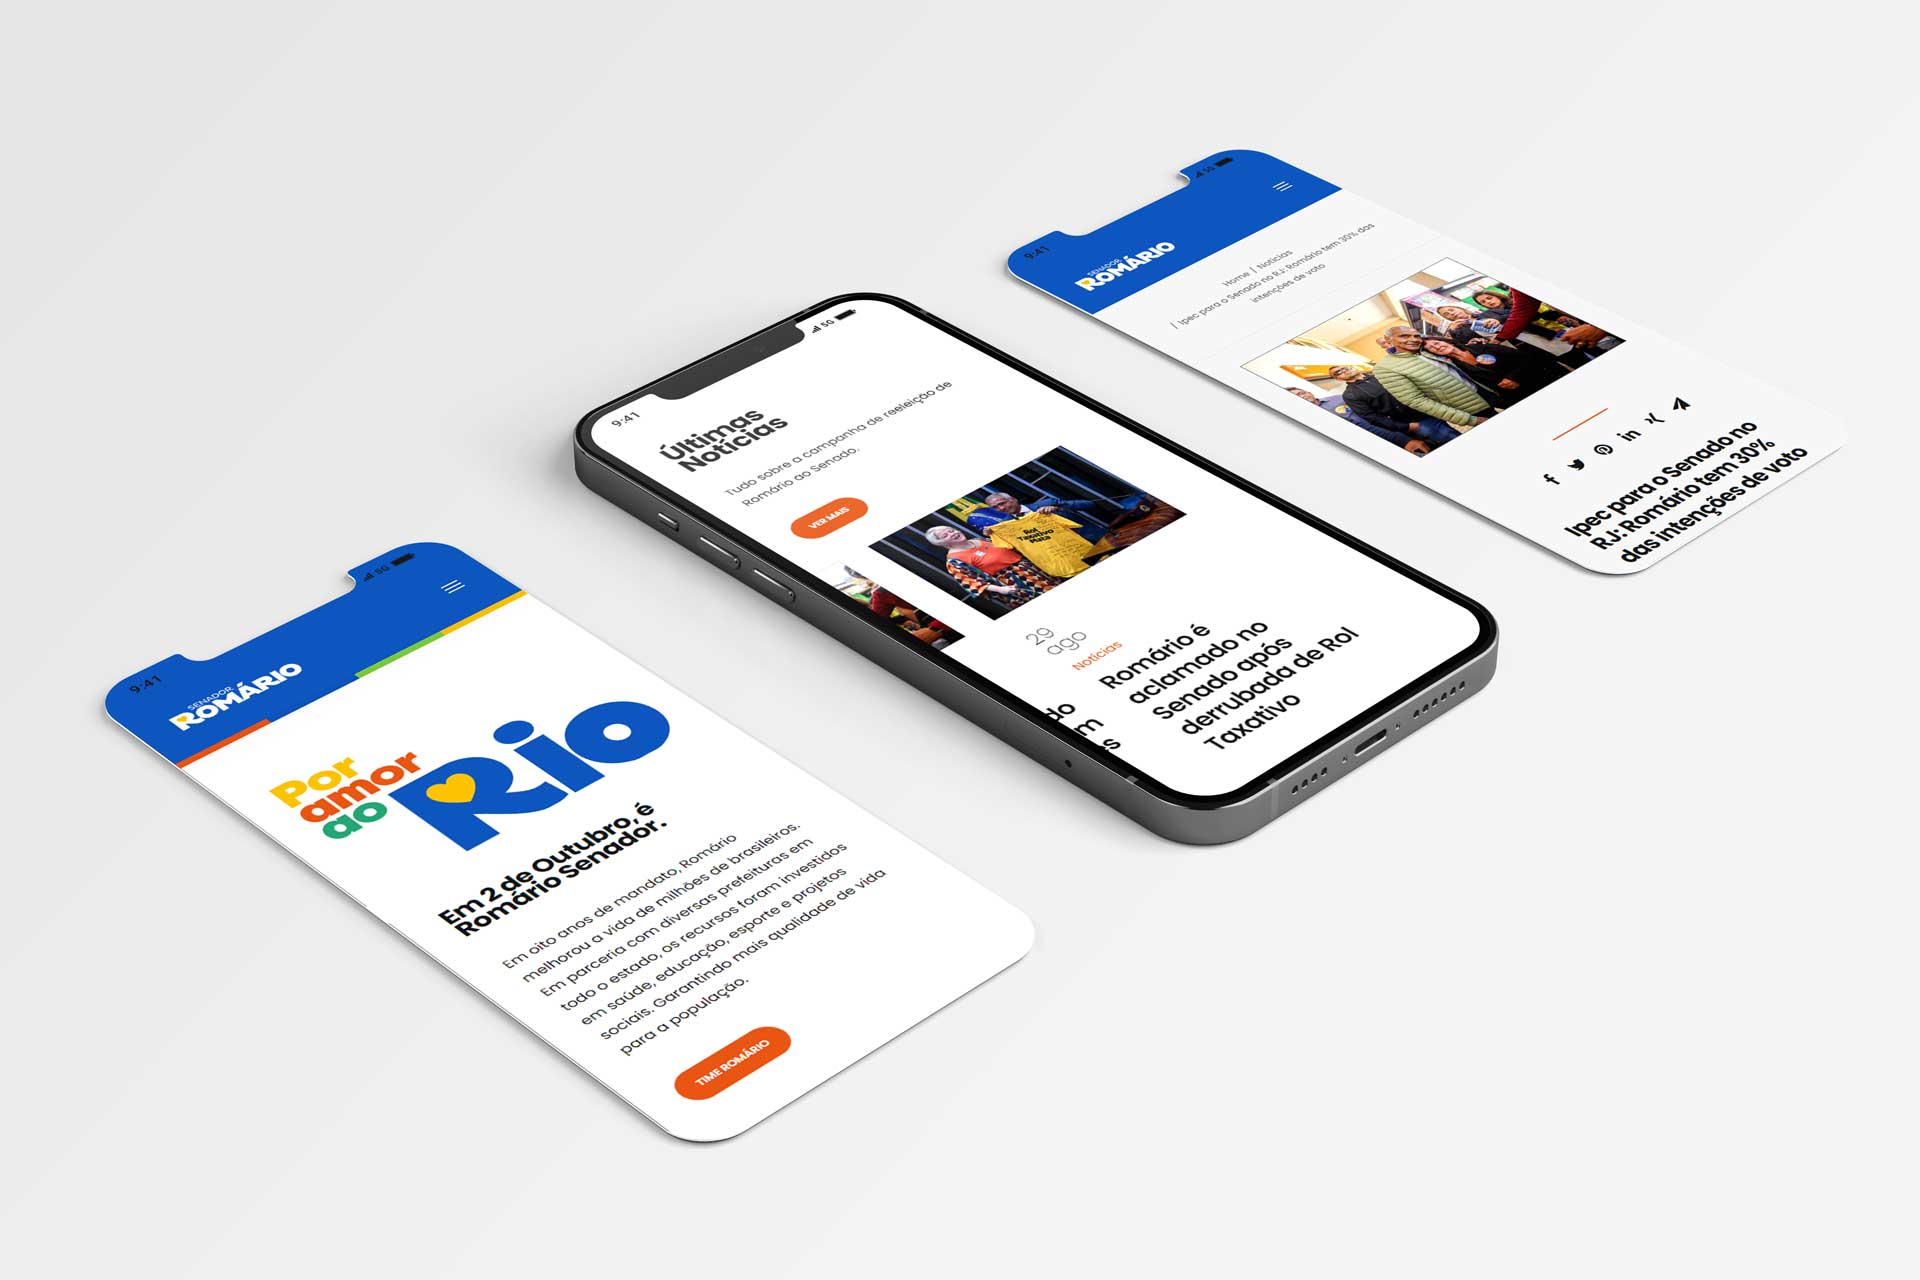 9:41
5G
SENADOR
ROMÁRIO
Por
amor
ao
Rio
Em 2 de Outubro, é
Romário Senador.
Em oito anos de mandato, Romário
melhorou a vida de milhões de brasileiros.
Em parceria com diversas prefeituras em
todo o estado, os recursos foram investidos
em saúde, educação, esporte e projetos
sociais. Garantindo mais qualidade de vida
para a população.
TIME ROMÁRIO
9:41
5G
Últimas
Notícias
Tudo sobre a campanha de reeleição de
Romário ao Senado.
VER MAIS
Rol
Taxativo
Mata
29
ago
Notícias
Romário é
aclamado no
Senado após
derrubada de Rol
Taxativo
do
m
s
9:41
5G
SENADOR
ROMÁRIO
Home / Notícias
/ Ipec para o Senado no RJ: Romário tem 30% das
intenções de voto
in
Ipec para o Senado no
RJ: Romário tem 30%
das intenções de voto